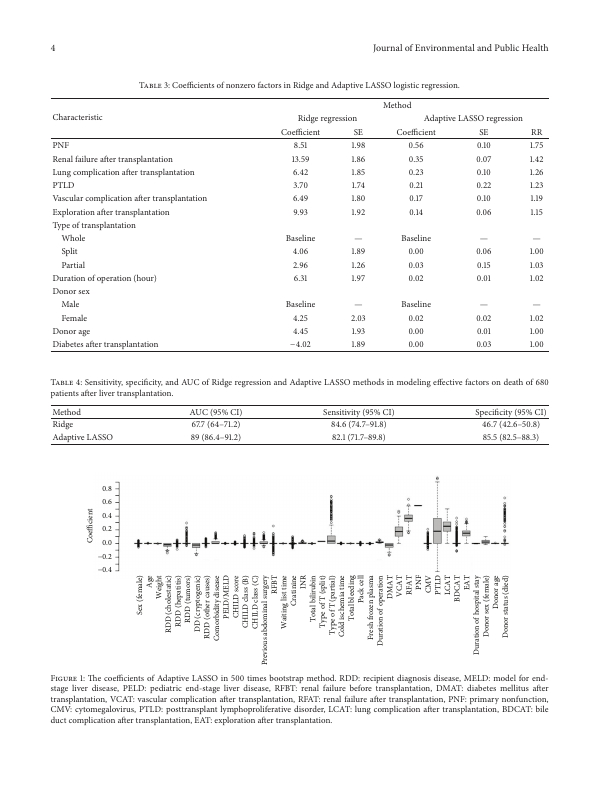 4
Journal of Environmental and Public Health
Table 3: Coefficients of nonzero factors in Ridge and Adaptive LASSO logistic regression.
Method
Characteristic Ridge regression Adaptive LASSO regression
Coefficient SE Coefficient SE RR
PNF 8.51 1.98 0.56 0.10 1.75
Renal failure after transplantation 13.59 1.86 0.35 0.07 1.42
Lung complication after transplantation 6.42 1.85 0.23 0.10 1.26
PTLD 3.70 1.74 0.21 0.22 1.23
Vascular complication after transplantation 6.49 1.80 0.17 0.10 1.19
Exploration after transplantation 9.93 1.92 0.14 0.06 1.15
Type of transplantation
Whole Baseline — Baseline — —
Split 4.06 1.89 0.00 0.06 1.00
Partial 2.96 1.26 0.03 0.15 1.03
Duration of operation (hour) 6.31 1.97 0.02 0.01 1.02
Donor sex
Male Baseline — Baseline — —
Female 4.25 2.03 0.02 0.02 1.02
Donor age 4.45 1.93 0.00 0.01 1.00
Diabetes after transplantation −4.02 1.89 0.00 0.03 1.00
Table 4: Sensitivity, specificity, and AUC of Ridge regression and Adaptive LASSO methods in modeling effective factors on death of 680
patients after liver transplantation.
Method AUC (95% CI) Sensitivity (95% CI) Specificity (95% CI)
Ridge 67.7 (64–71.2) 84.6 (74.7–91.8) 46.7 (42.6–50.8)
Adaptive LASSO 89 (86.4–91.2) 82.1 (71.7–89.8) 85.5 (82.5–88.3)
Coefficient
0.8
0.6
0.4
0.2
0.0
−0.4
Sex (female)
Age
Weight
RDD (cholestatic)
RDD (hepatitis)
RDD (tumors)
DD (cryptogenic)
RDD (other causes)
Comorbidity disease
PELD/MELD
CHILD score
CHILD class (B)
CHILD class (C)
Previous abdominal surgery
RFBT
Waiting list time
Cratinine
INR
Total bilirubin
Type of T (split)
Type of T (partial)
Cold ischemia time
Total bleeding
Pack cell
Fresh frozen plasma
Duration of operation
DMAT
VCAT
RFAT
PNF
CMV
PTLD
LCAT
BDCAT
EAT
Duration of hospital stay
Donor sex (female)
Donor age
Donor status (died)
Figure 1: The coefficients of Adaptive LASSO in 500 times bootstrap method. RDD: recipient diagnosis disease, MELD: model for end-
stage liver disease, PELD: pediatric end-stage liver disease, RFBT: renal failure before transplantation, DMAT: diabetes mellitus after
transplantation, VCAT: vascular complication after transplantation, RFAT: renal failure after transplantation, PNF: primary nonfunction,
CMV: cytomegalovirus, PTLD: posttransplant lymphoproliferative disorder, LCAT: lung complication after transplantation, BDCAT: bile
duct complication after transplantation, EAT: exploration after transplantation.